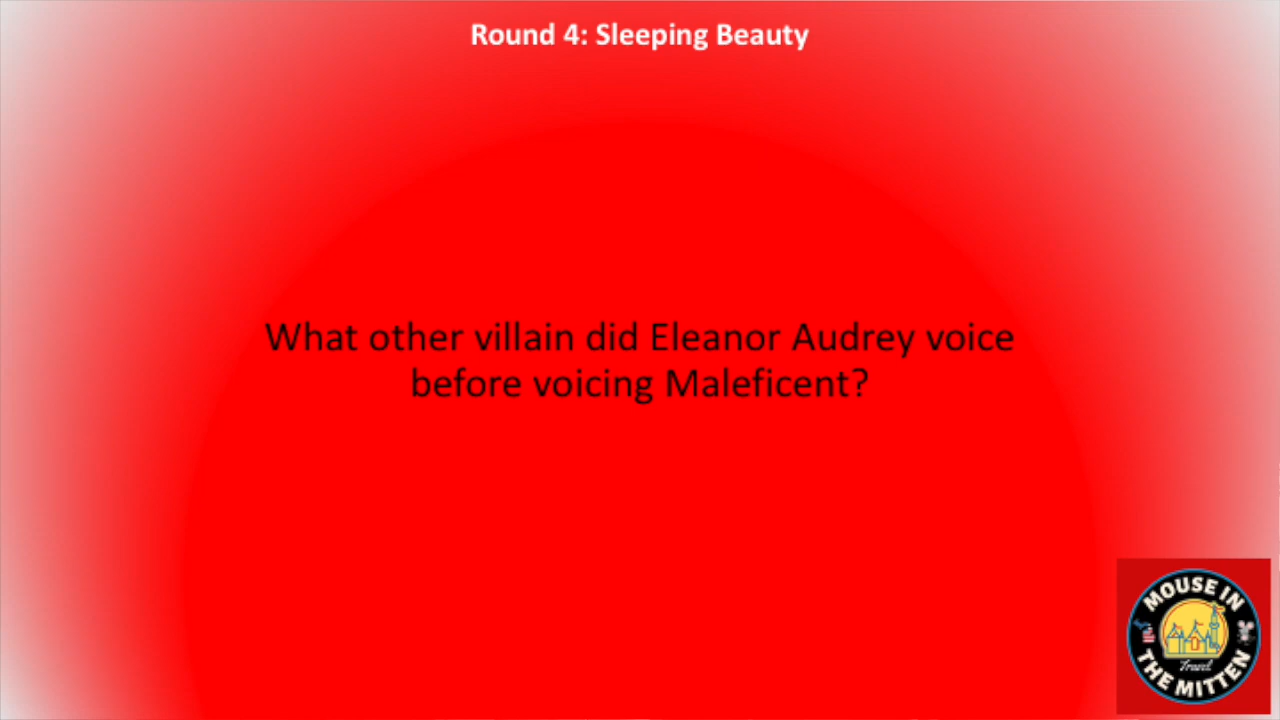 Round 4: Sleeping Beauty
What other villain did Eleanor Audrey voice
before voicing Maleficent?
MOUSE IN
Travel
THE MITTEN